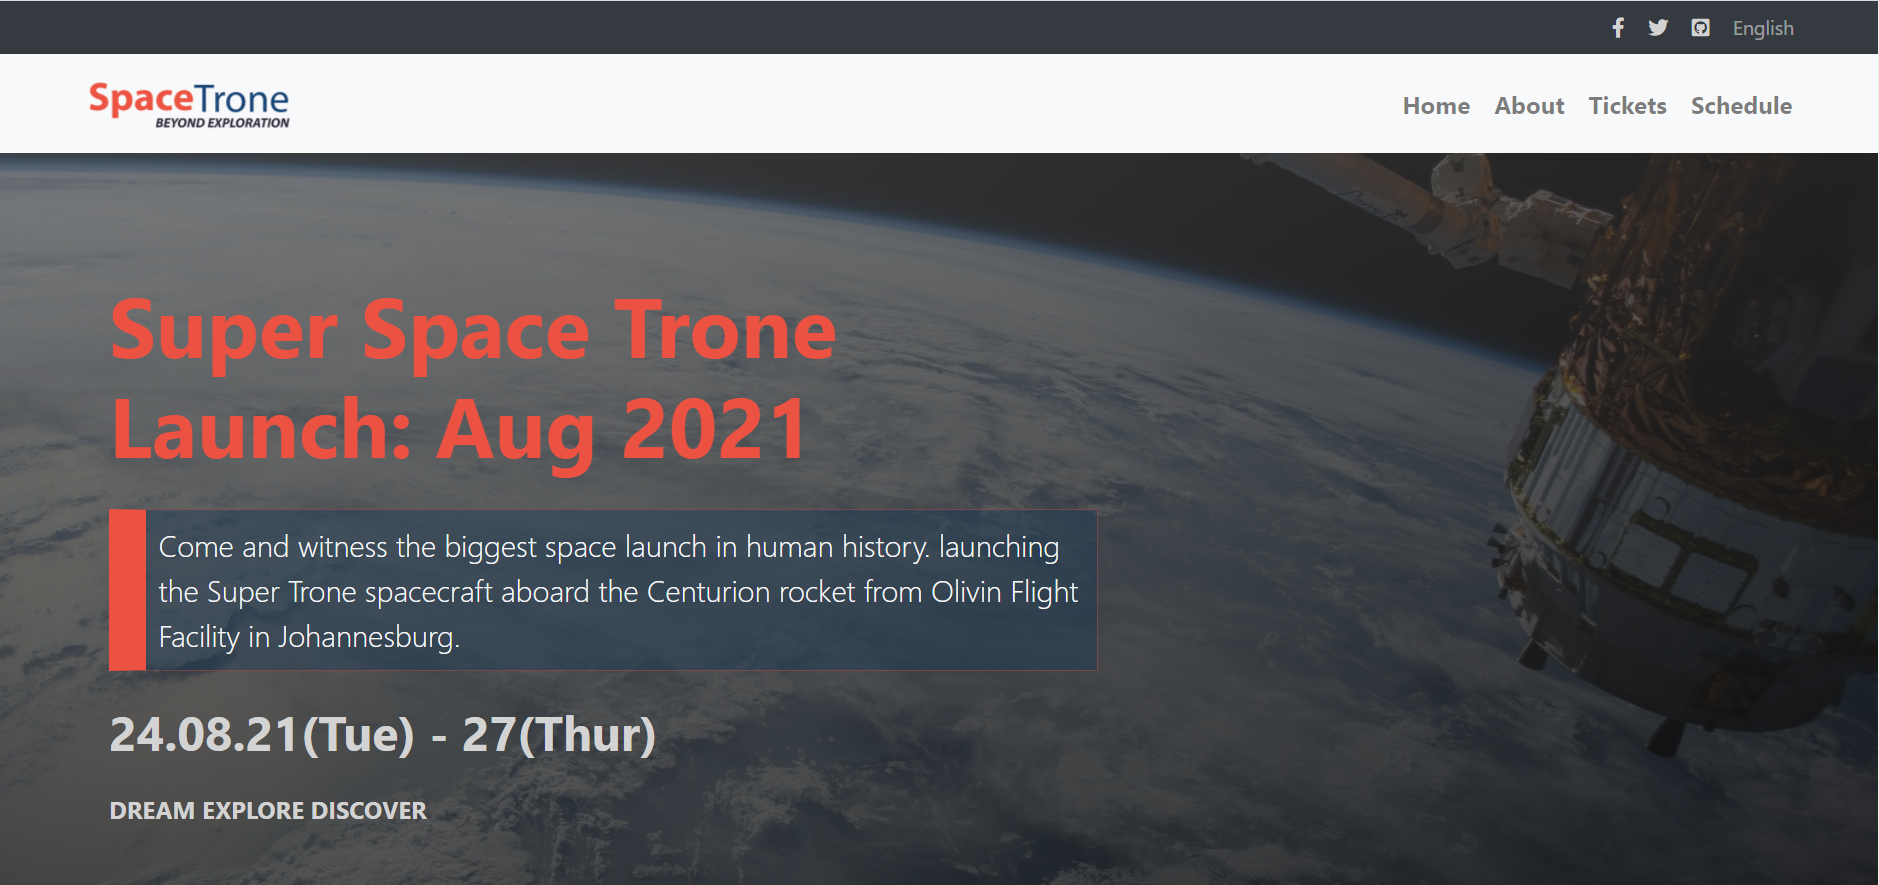 English
SpaceTrone
BEYOND EXPLORATION
Home About Tickets Schedule
Super Space Trone
Launch: Aug 2021
Come and witness the biggest space launch in human history. launching
the Super Trone spacecraft aboard the Centurion rocket from Olivin Flight
Facility in Johannesburg.
24.08.21(Tue) - 27(Thur)
DREAM EXPLORE DISCOVER